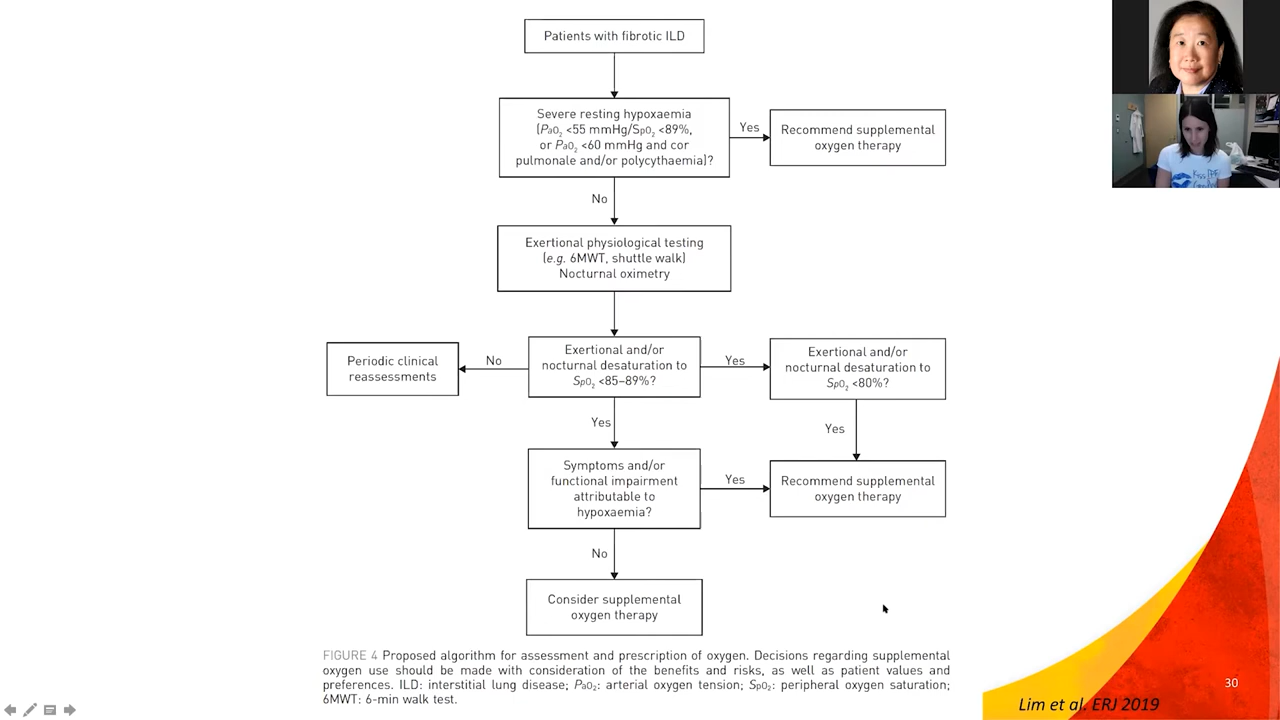 Patients with fibrotic ILD
Severe resting hypoxaemia
(PaO₂ <55 mmHg/SpO₂ <89%,
or PaO₂ <60 mmHg and cor
pulmonale and/or polycythaemia)?
Yes
Recommend supplemental
oxygen therapy
No
Exertional physiological testing
(e.g. 6MWT, shuttle walk)
Nocturnal oximetry
Periodic clinical
reassessments
No
Exertional and/or
nocturnal desaturation to
SpO₂ <85–89%?
Yes
Exertional and/or
nocturnal desaturation to
SpO₂ <80%?
Yes
Yes
Symptoms and/or
functional impairment
attributable to
hypoxaemia?
Yes
Recommend supplemental
oxygen therapy
No
Consider supplemental
oxygen therapy
FIGURE 4 Proposed algorithm for assessment and prescription of oxygen. Decisions regarding supplemental
oxygen use should be made with consideration of the benefits and risks, as well as patient values and
preferences. ILD: interstitial lung disease; PaO₂: arterial oxygen tension; SpO₂: peripheral oxygen saturation;
6MWT: 6-min walk test.
30
Lim et al. ERJ 2019